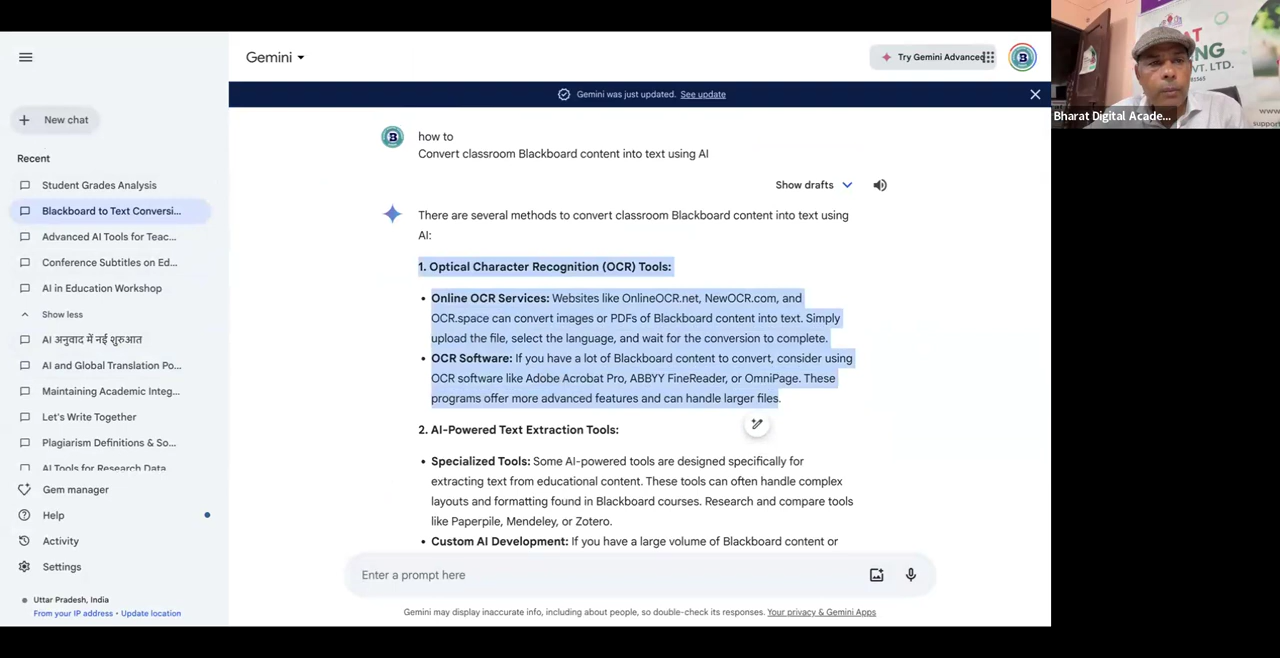 Gemini
Try Gemini Advanced
Gemini was just updated. See update
New chat
Recent
Student Grades Analysis
Blackboard to Text Conversi...
Advanced AI Tools for Teac...
Conference Subtitles on Ed...
AI in Education Workshop
Show less
AI अनुवाद में नई शुरुआत
AI and Global Translation Po...
Maintaining Academic Integ...
Let's Write Together
Plagiarism Definitions & So...
AI Tools for Research Data
Gem manager
Help
Activity
Settings
Uttar Pradesh, India
From your IP address • Update location
B
how to
Convert classroom Blackboard content into text using AI
Show drafts
There are several methods to convert classroom Blackboard content into text using
AI:
1. Optical Character Recognition (OCR) Tools:
• Online OCR Services: Websites like OnlineOCR.net, NewOCR.com, and
OCR.space can convert images or PDFs of Blackboard content into text. Simply
upload the file, select the language, and wait for the conversion to complete.
• OCR Software: If you have a lot of Blackboard content to convert, consider using
OCR software like Adobe Acrobat Pro, ABBYY FineReader, or OmniPage. These
programs offer more advanced features and can handle larger files.
2. AI-Powered Text Extraction Tools:
• Specialized Tools: Some AI-powered tools are designed specifically for
extracting text from educational content. These tools can often handle complex
layouts and formatting found in Blackboard courses. Research and compare tools
like Paperpile, Mendeley, or Zotero.
• Custom AI Development: If you have a large volume of Blackboard content or
Enter a prompt here
Gemini may display inaccurate info, including about people, so double-check its responses. Your privacy & Gemini Apps
B
PVT. LTD.
Bharat Digital Acade...
www
support